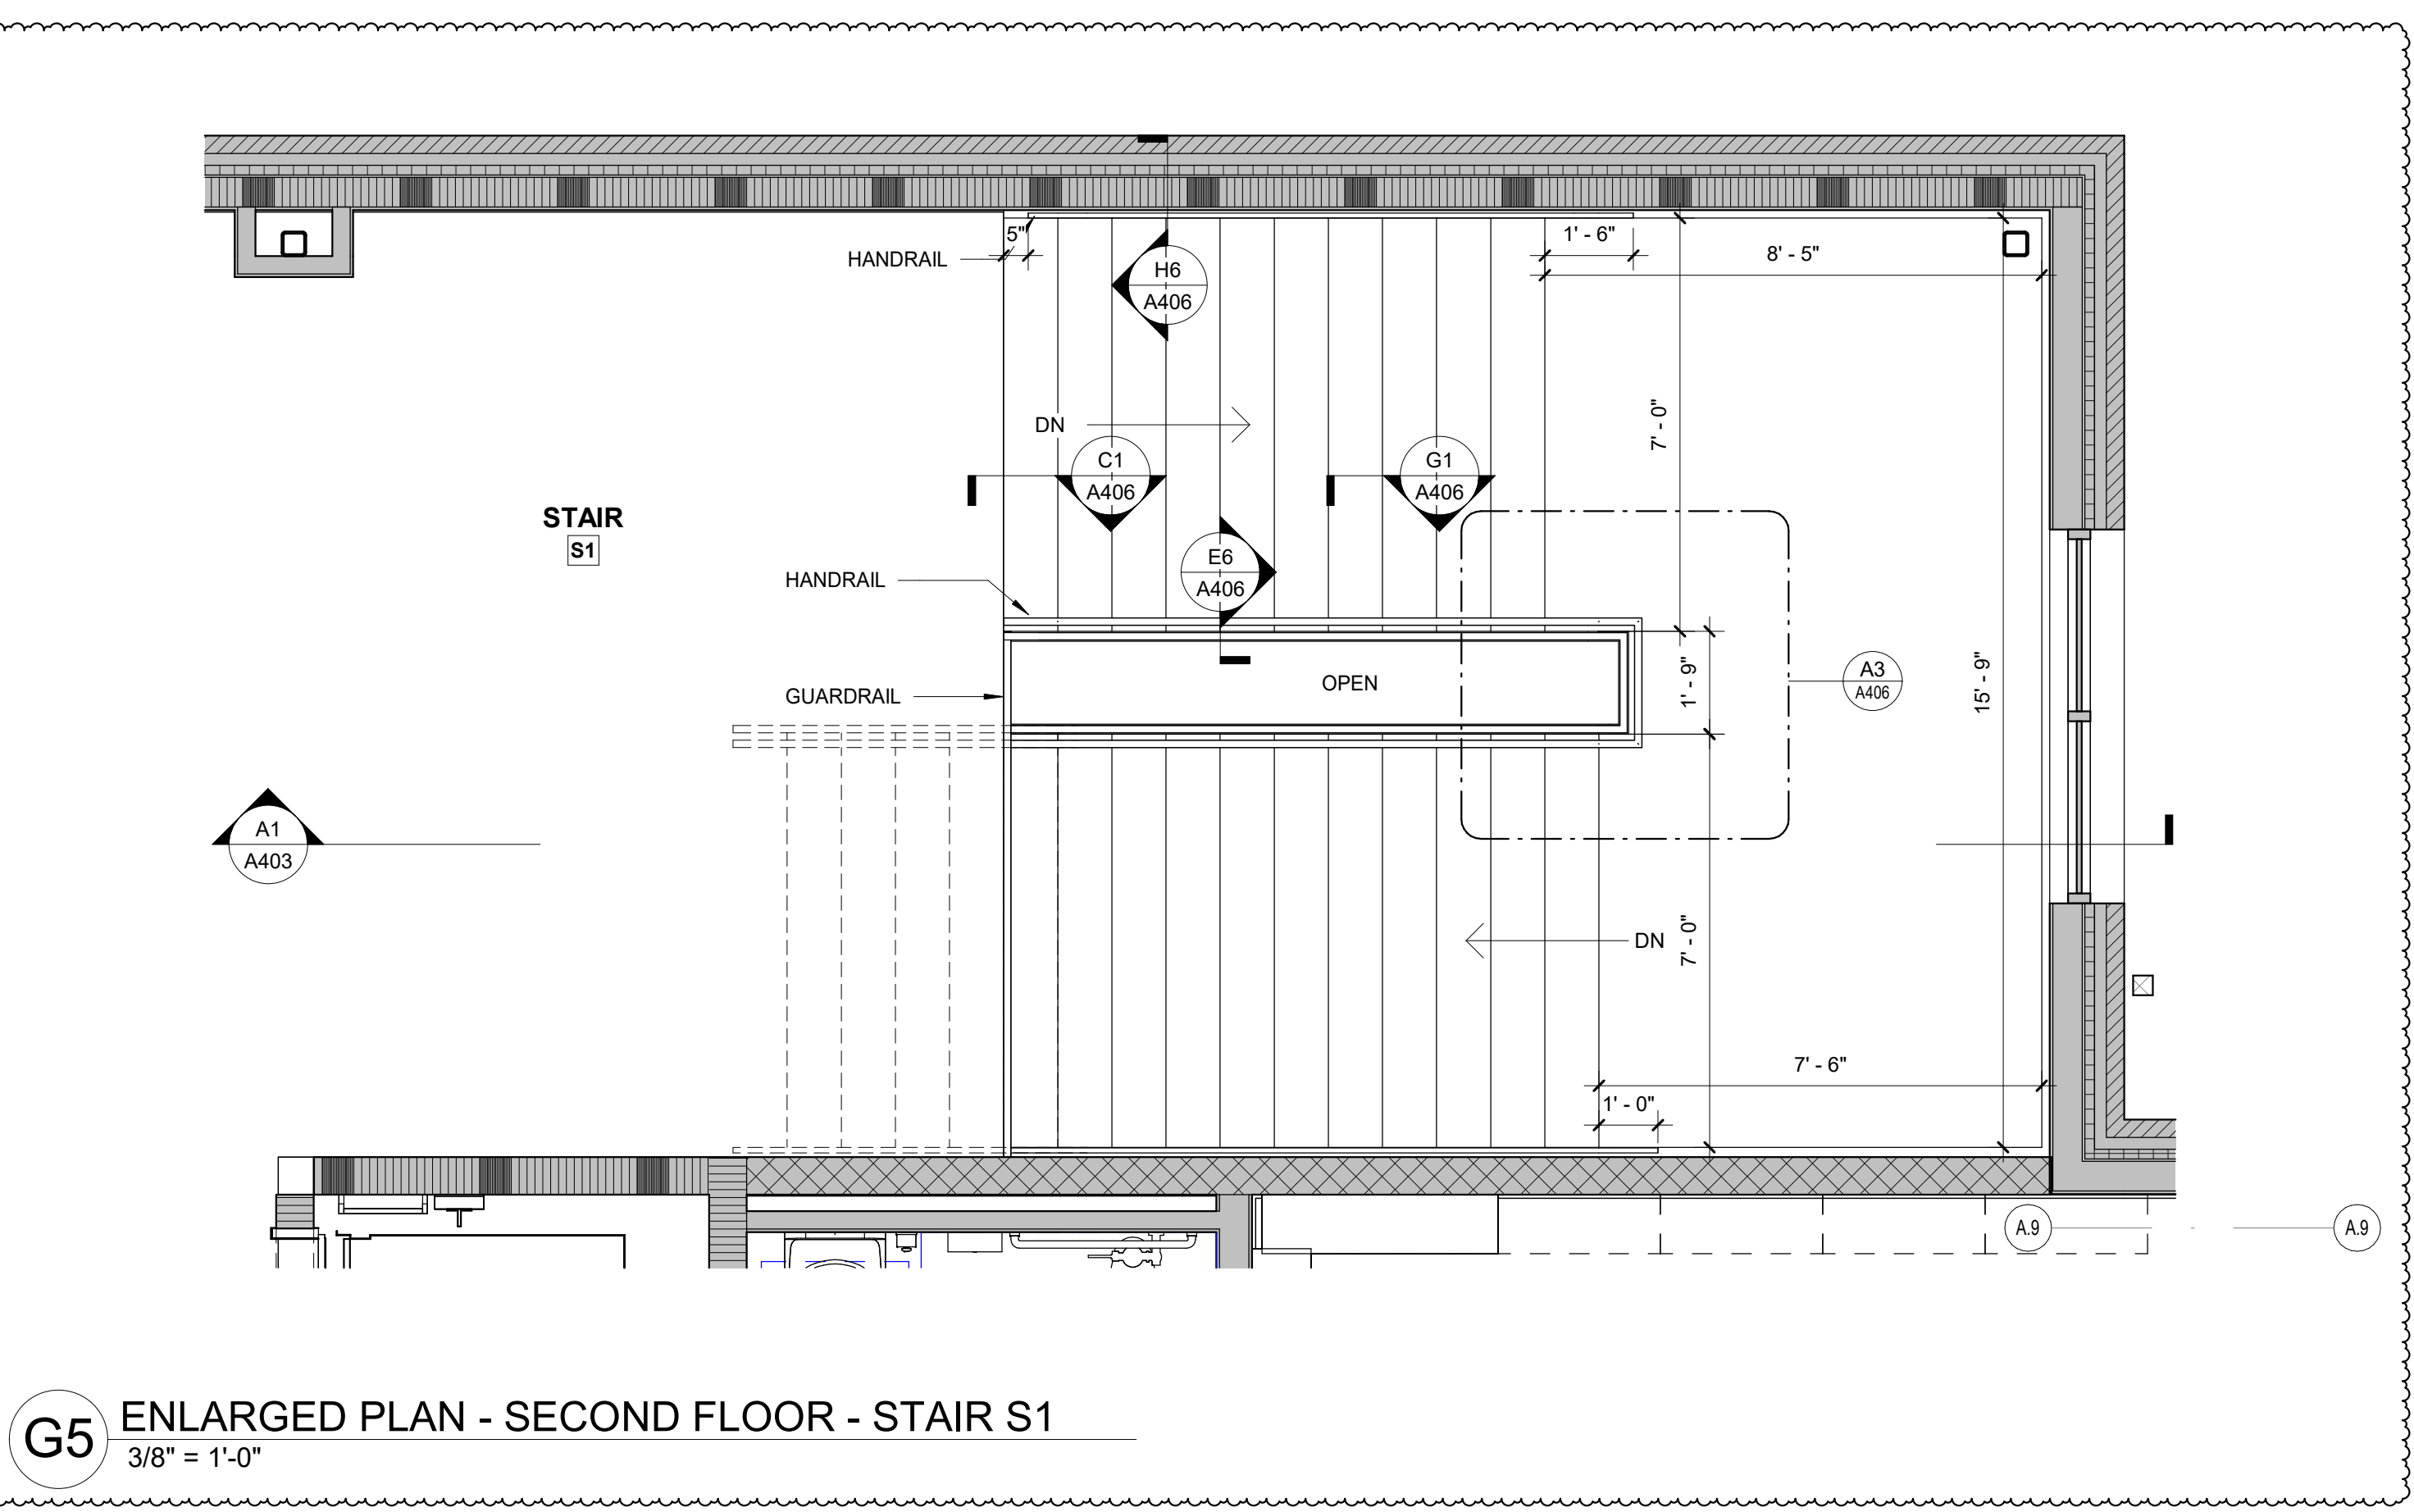 5"
1' - 6"
HANDRAIL
8' - 5"
H6
A406
7' - 0"
DN
C1
A406
G1
A406
STAIR
S1
E6
A406
HANDRAIL
OPEN
GUARDRAIL
1' - 9"
15' - 9"
A3
A406
A1
A403
DN
7' - 0"
7' - 6"
1' - 0"
A.9
A.9
G5
ENLARGED PLAN - SECOND FLOOR - STAIR S1
3/8" = 1'-0"